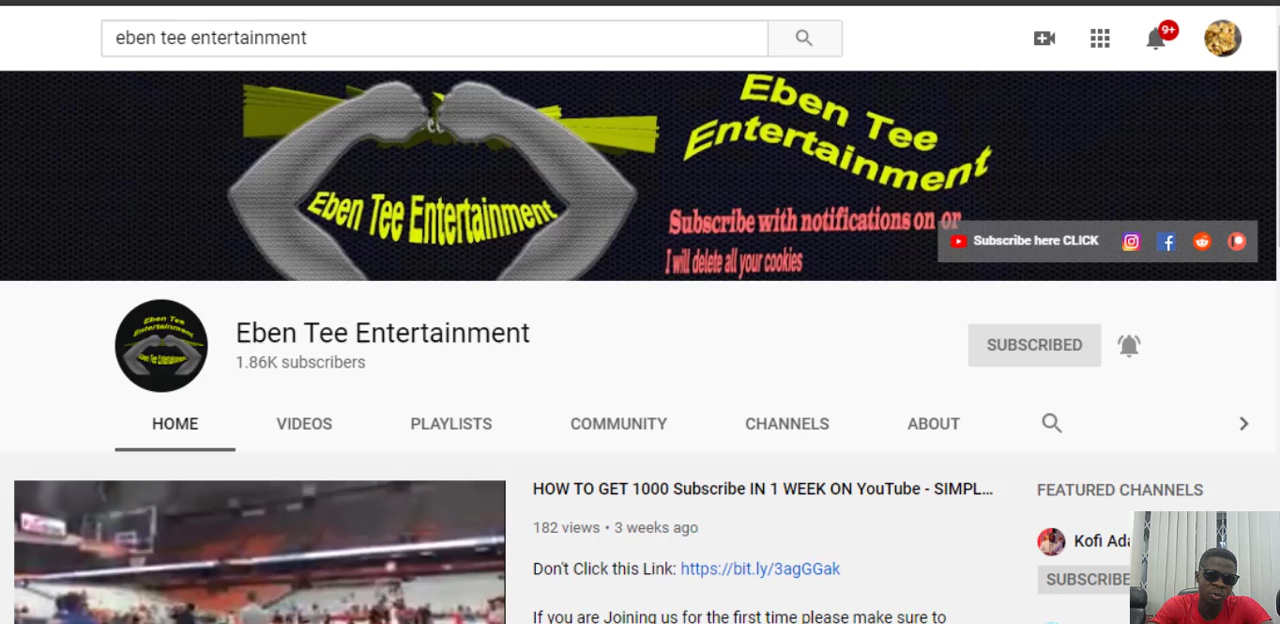 eben tee entertainment
9+
Eben Tee
Entertainment
Eben Tee Entertainment
Subscribe with notifications on or
I will delete all your cookies
Subscribe here CLICK
Eben Tee Entertainment
1.86K subscribers
SUBSCRIBED
HOME VIDEOS PLAYLISTS COMMUNITY CHANNELS ABOUT
HOW TO GET 1000 Subscribe IN 1 WEEK ON YouTube - SIMPL...
182 views • 3 weeks ago
Don't Click this Link: https://bit.ly/3agGGak
If you are Joining us for the first time please make sure to
FEATURED CHANNELS
Kofi Ada
SUBSCRIBE